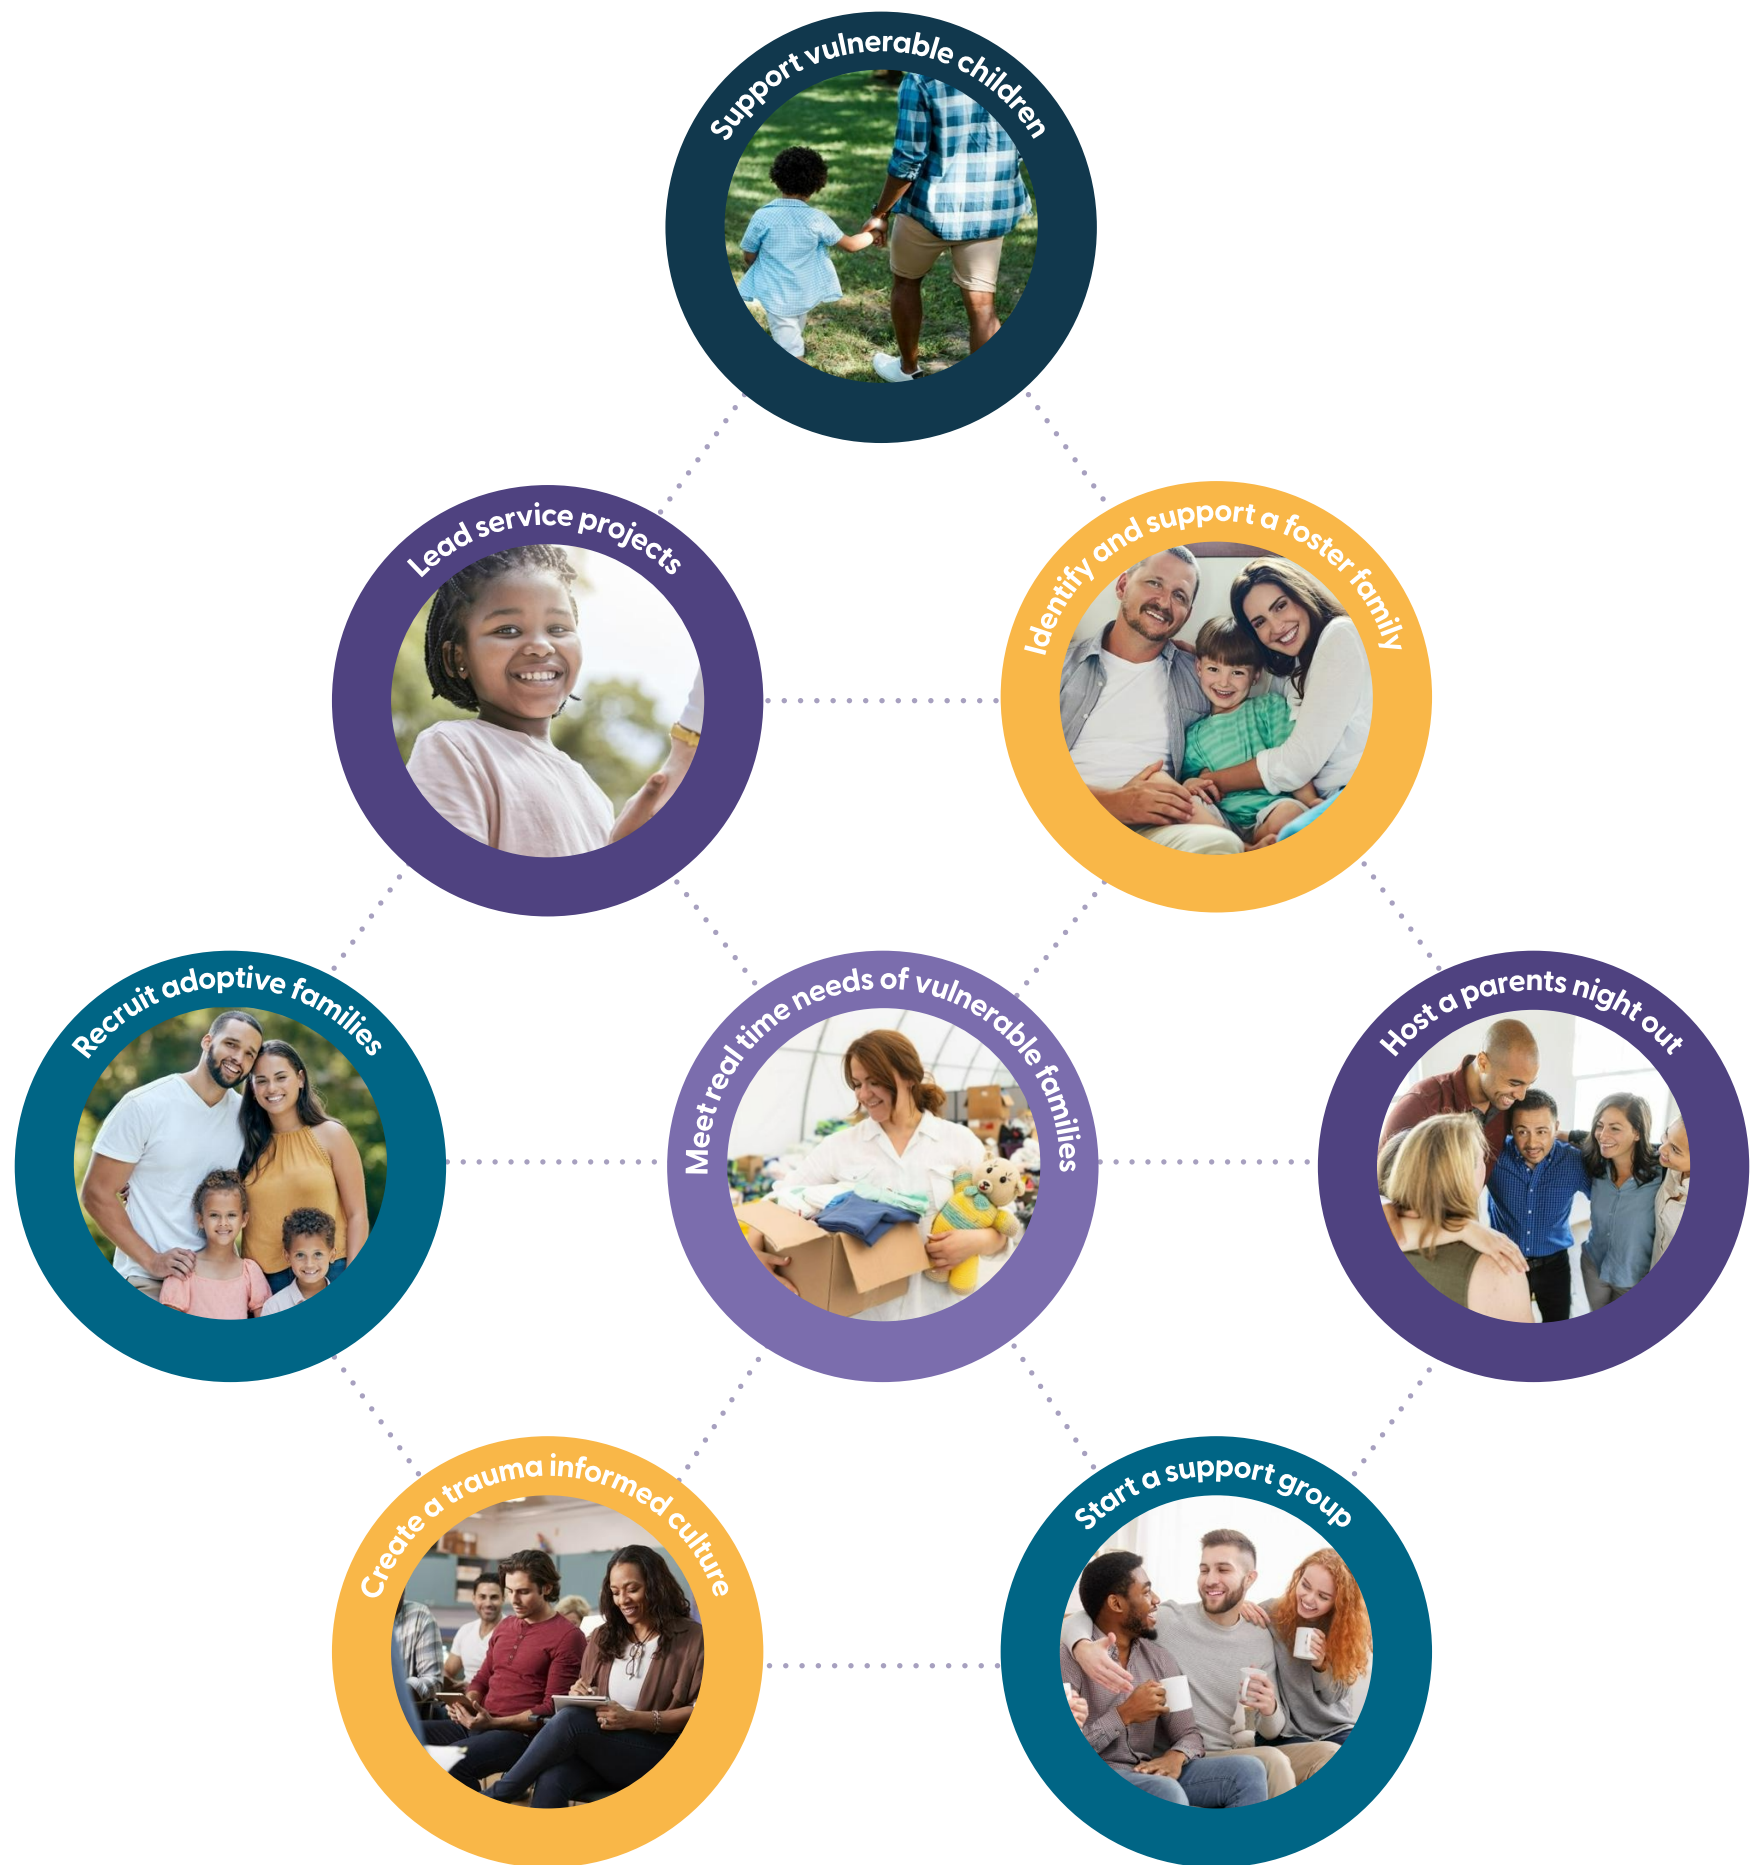 Support vulnerable children
Lead service projects
Identify and support a foster family
Recruit adoptive families
Meet real time needs of vulnerable families
Host a parents night out
Create a trauma informed culture
Start a support group